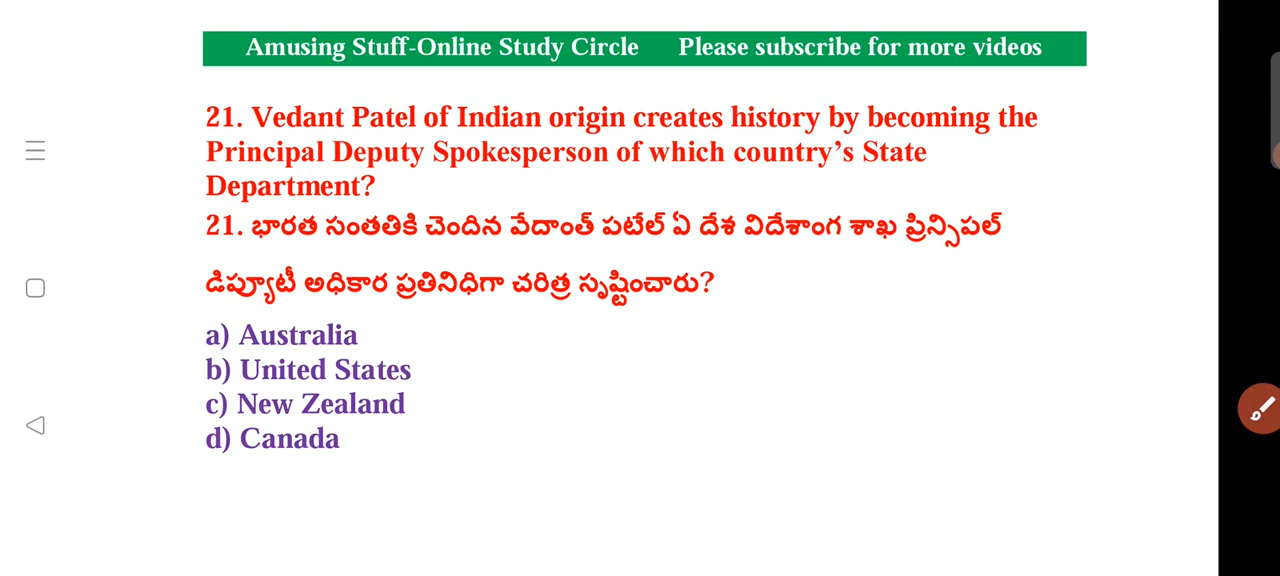 Amusing Stuff-Online Study Circle Please subscribe for more videos
21. Vedant Patel of Indian origin creates history by becoming the
Principal Deputy Spokesperson of which country’s State
Department?
21. భారత సంతతికి చెందిన వేదాంత్ పటేల్ ఏ దేశ విదేశాంగ శాఖ ప్రిన్సిపల్
డిప్యూటీ అధికార ప్రతినిధిగా చరిత్ర సృష్టించారు?
a) Australia
b) United States
c) New Zealand
d) Canada